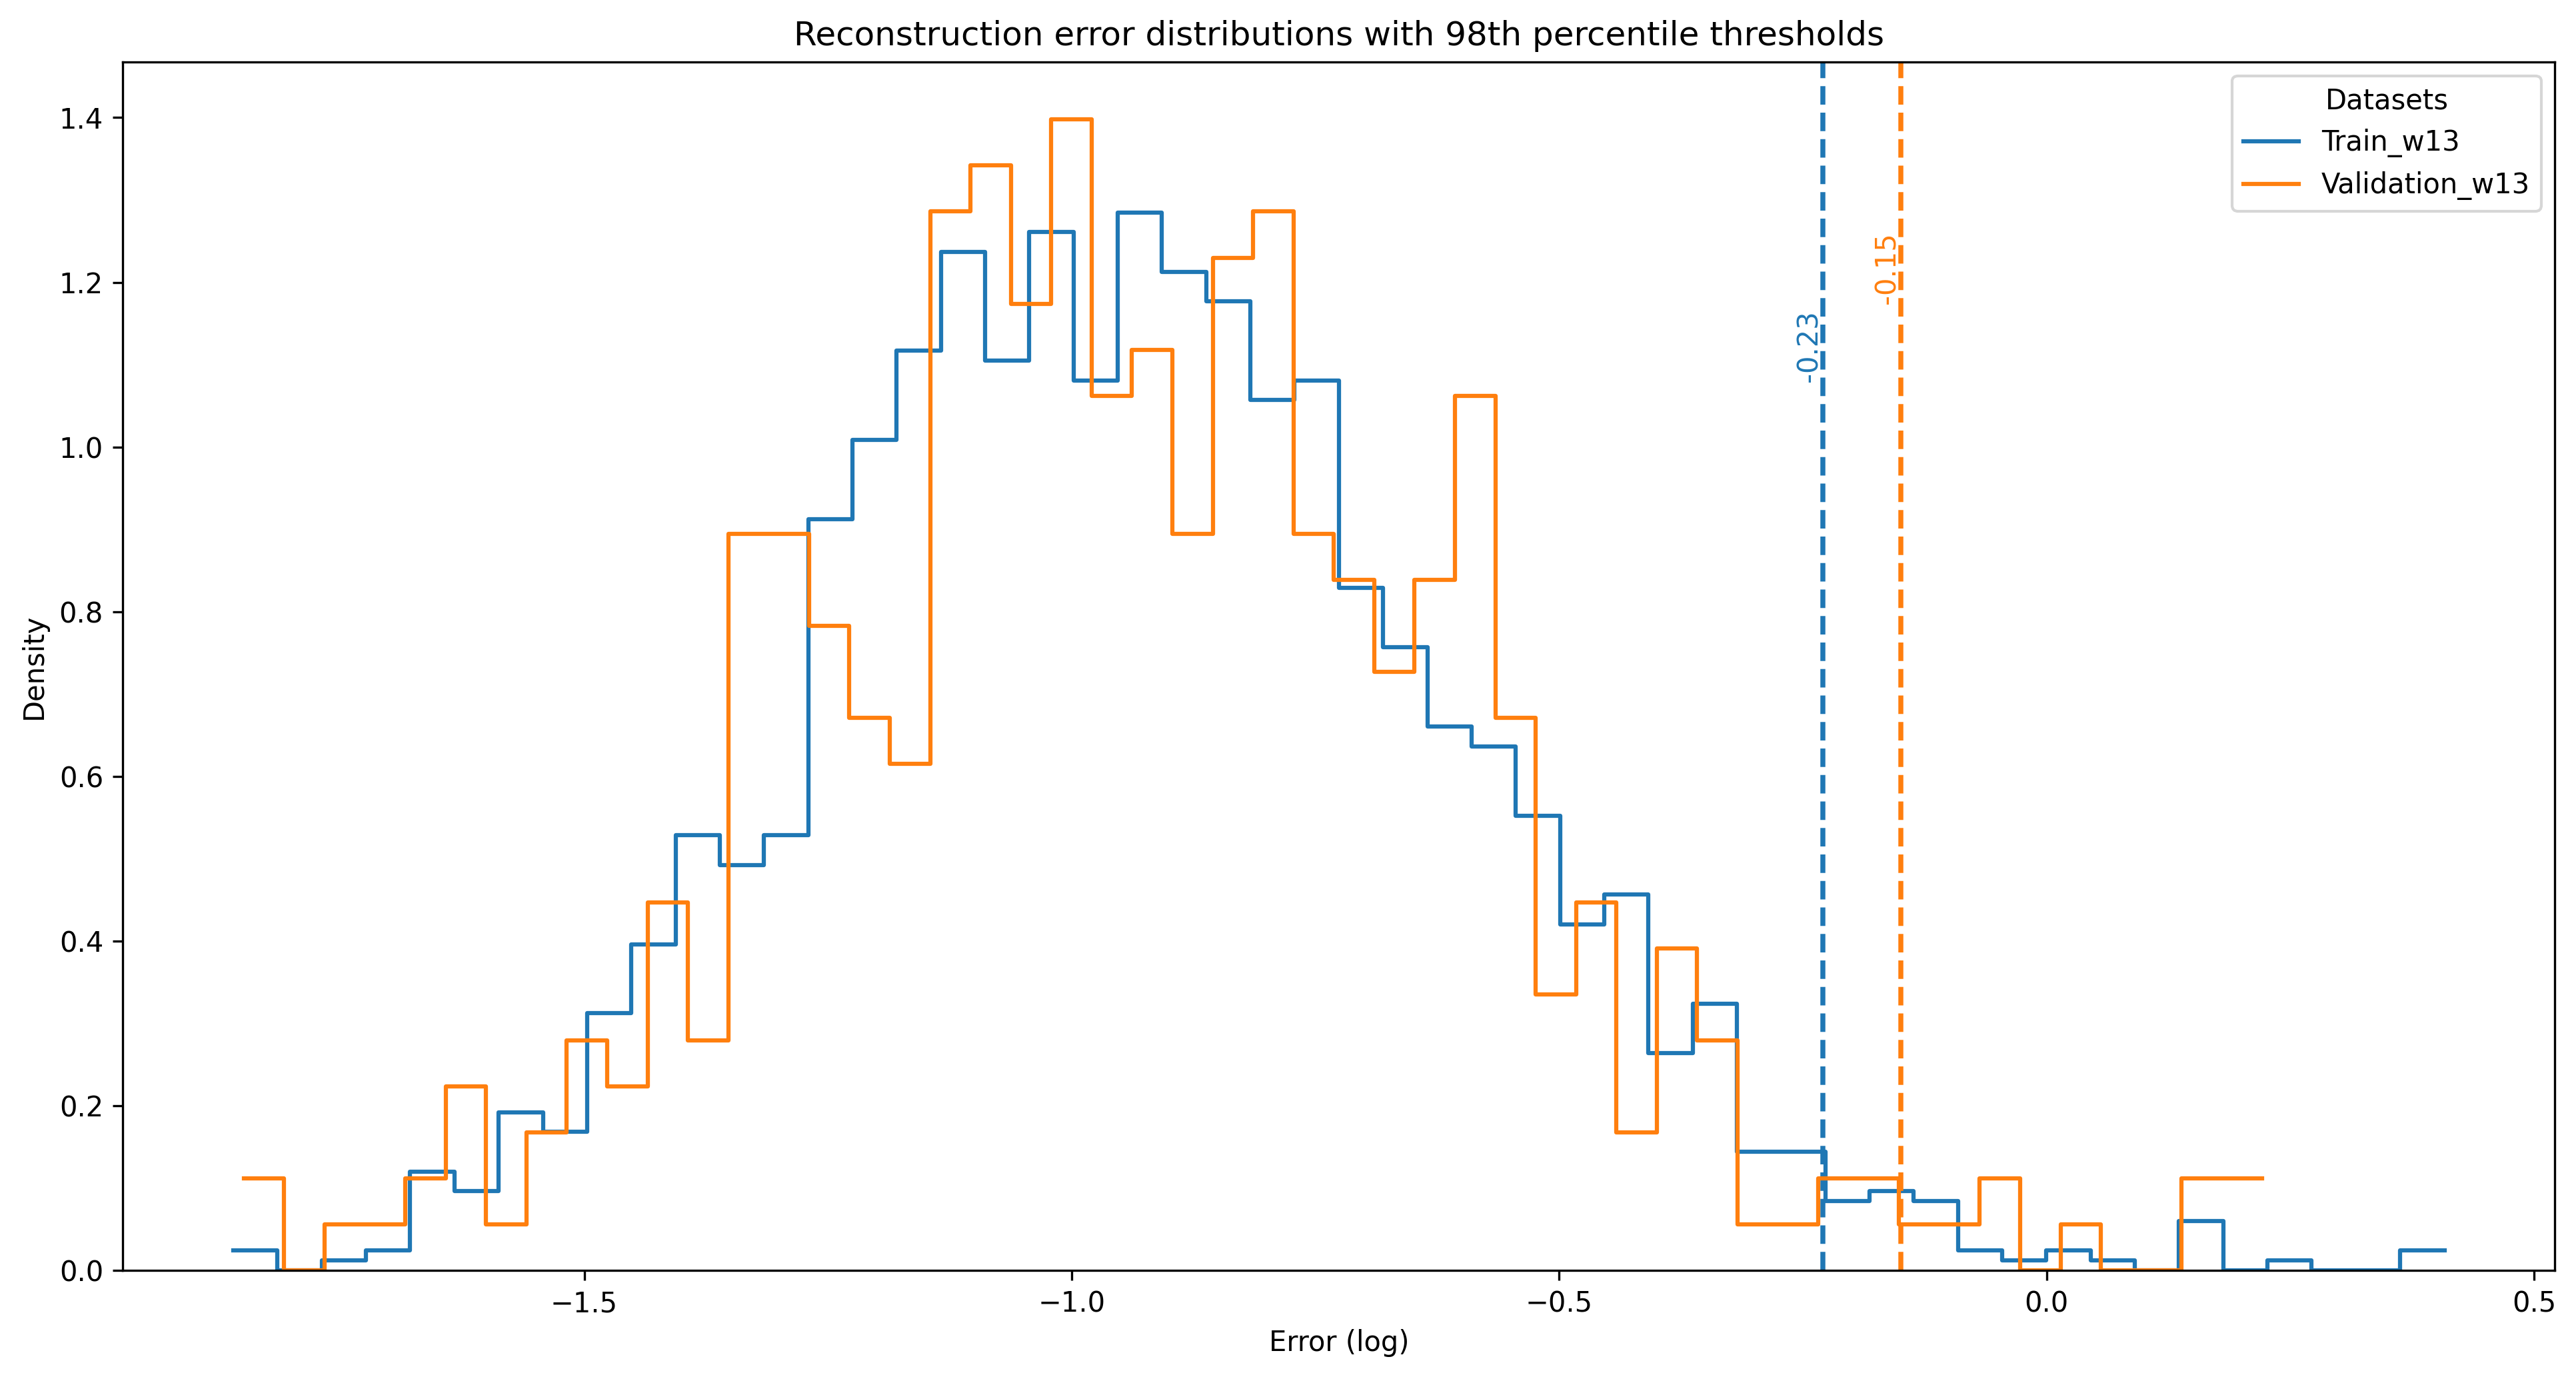 Reconstruction error distributions with 98th percentile thresholds
Datasets
Train_w13
Validation_w13
-0.23
-0.15
Density
1.4
1.2
1.0
0.8
0.6
0.4
0.2
0.0
−1.5
−1.0
−0.5
0.0
0.5
Error (log)